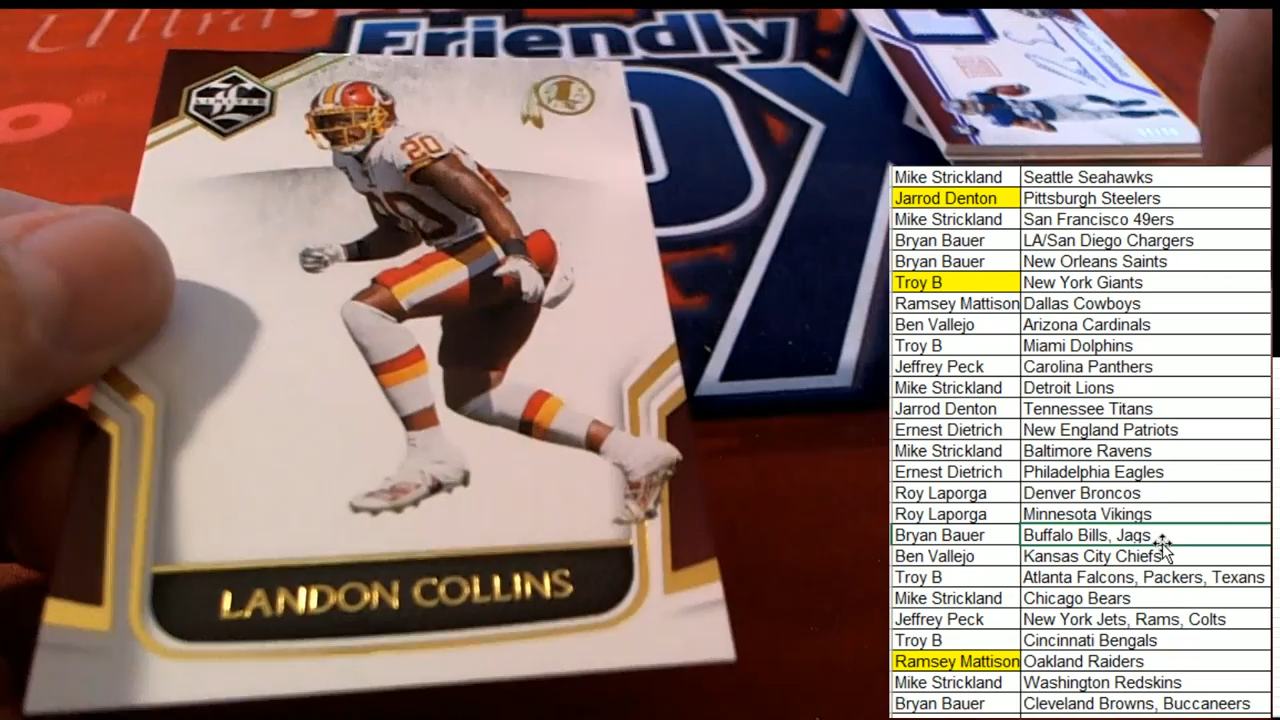 Ultra
Friendly
LIMITED
20
20
LANDON COLLINS
Mike Strickland Seattle Seahawks
Jarrod Denton Pittsburgh Steelers
Mike Strickland San Francisco 49ers
Bryan Bauer LA/San Diego Chargers
Bryan Bauer New Orleans Saints
Troy B New York Giants
Ramsey Mattison Dallas Cowboys
Ben Vallejo Arizona Cardinals
Troy B Miami Dolphins
Jeffrey Peck Carolina Panthers
Mike Strickland Detroit Lions
Jarrod Denton Tennessee Titans
Ernest Dietrich New England Patriots
Mike Strickland Baltimore Ravens
Ernest Dietrich Philadelphia Eagles
Roy Laporga Denver Broncos
Roy Laporga Minnesota Vikings
Bryan Bauer Buffalo Bills, Jags
Ben Vallejo Kansas City Chiefs
Troy B Atlanta Falcons, Packers, Texans
Mike Strickland Chicago Bears
Jeffrey Peck New York Jets, Rams, Colts
Troy B Cincinnati Bengals
Ramsey Mattison Oakland Raiders
Mike Strickland Washington Redskins
Bryan Bauer Cleveland Browns, Buccaneers